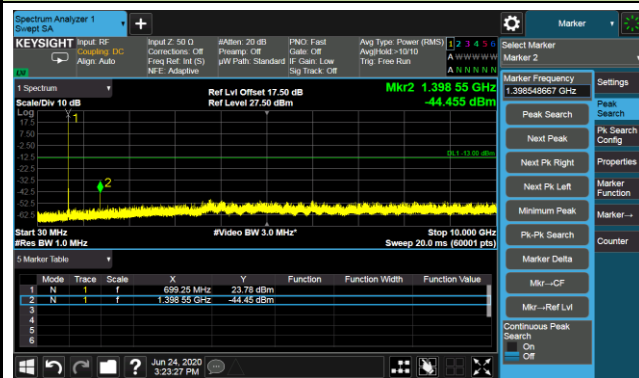 Spectrum Analyzer 1
Swept SA
Marker
KEYSIGHT
Input: RF
Coupling: DC
Align: Auto
Input Z: 50 Ω
Corrections: Off
Freq Ref: Int (S)
NFE: Adaptive
#Atten: 20 dB
Preamp: Off
µW Path: Standard
PNO: Fast
Gate: Off
IF Gain: Low
Sig Track: Off
Avg Type: Power (RMS)
Avg|Hold:>10/10
Trig: Free Run
1 2 3 4 5 6
A W W W W W
A N N N N N
Select Marker
Marker 2
1 Spectrum
Scale/Div 10 dB
Log
Ref Lvl Offset 17.50 dB
Ref Level 27.50 dBm
Mkr2 1.398 55 GHz
-44.455 dBm
17.5
7.50
-2.50
-12.5
-22.5
-32.5
-42.5
-52.5
-62.5
1
2
DL1 -13.00 dBm
Start 30 MHz
#Res BW 1.0 MHz
#Video BW 3.0 MHz*
Stop 10.000 GHz
Sweep 20.0 ms (60001 pts)
5 Marker Table
Mode Trace Scale X Y Function Function Width Function Value
1 N 1 f 699.25 MHz 23.78 dBm
2 N 1 f 1.398 55 GHz -44.45 dBm
3
4
5
6
Marker Frequency
1.398548667 GHz
Peak Search
Next Peak
Next Pk Right
Next Pk Left
Minimum Peak
Pk-Pk Search
Marker Delta
Mkr→CF
Mkr→Ref Lvl
Continuous Peak
Search
On
Off
Settings
Peak
Search
Pk Search
Config
Properties
Marker
Function
Marker→
Counter
Jun 24, 2020
3:23:27 PM